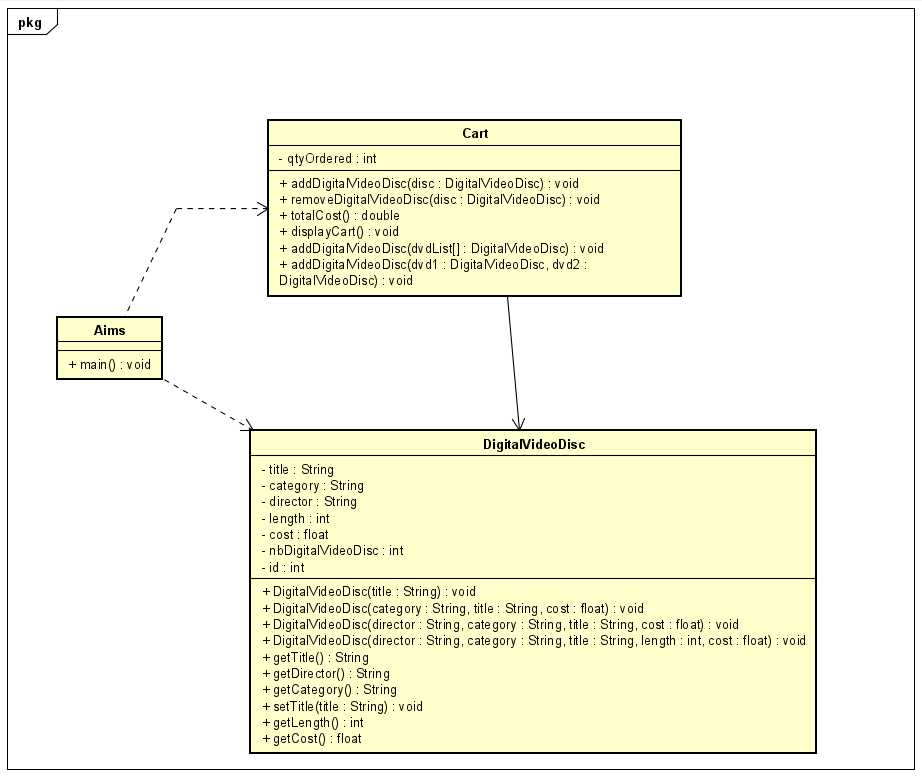 pkg
Cart
- qtyOrdered : int
+ addDigitalVideoDisc(disc : DigitalVideoDisc) : void
+ removeDigitalVideoDisc(disc : DigitalVideoDisc) : void
+ totalCost() : double
+ displayCart() : void
+ addDigitaVideoDisc(dvdList[] : DigitalVideoDisc) : void
+ addDigitaVideoDisc(dvd1 : DigitalVideoDisc, dvd2 :
DigitalVideoDisc) : void
Aims
+ main() : void
DigitalVideoDisc
- title : String
- category : String
- director : String
- length : int
- cost : float
- nbDigitalVideoDisc : int
- id : int
+ DigitalVideoDisc(title : String) : void
+ DigitalVideoDisc(category : String, title : String, cost : float) : void
+ DigitalVideoDisc(director : String, category : String, title : String, cost : float) : void
+ DigitalVideoDisc(director : String, category : String, title : String, length : int, cost : float) : void
+ getTitle() : String
+ getDirector() : String
+ getCategory() : String
+ setTitle(title : String) : void
+ getLength() : int
+ getCost() : float